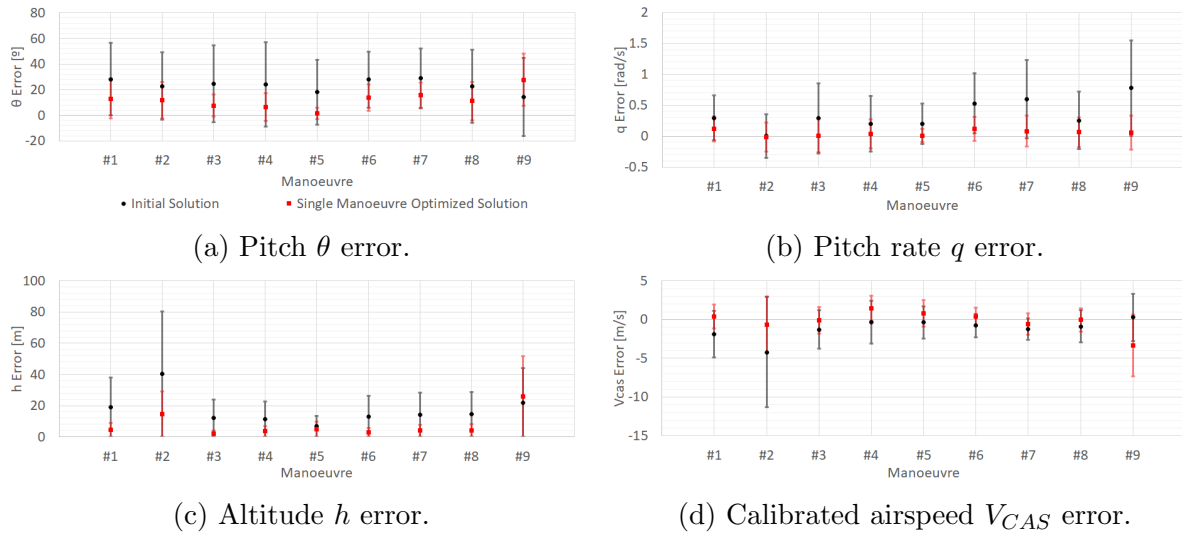 80
60
40
20
0
-20
θ Error [º]
#1 #2 #3 #4 #5 #6 #7 #8 #9
Manoeuvre
Initial Solution Single Manoeuvre Optimized Solution
(a) Pitch θ error.
2
1.5
1
0.5
0
-0.5
q Error [rad/s]
#1 #2 #3 #4 #5 #6 #7 #8 #9
Manoeuvre
(b) Pitch rate q error.
100
80
60
40
20
0
h Error [m]
#1 #2 #3 #4 #5 #6 #7 #8 #9
Manoeuvre
(c) Altitude h error.
5
0
-5
-10
-15
Vcas Error [m/s]
#1 #2 #3 #4 #5 #6 #7 #8 #9
Manoeuvre
(d) Calibrated airspeed V_CAS error.